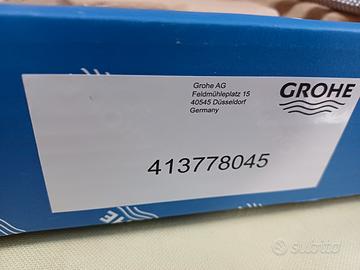 Grohe AG
Feldmühleplatz 15
40545 Düsseldorf
Germany
GROHE
413778045
subito